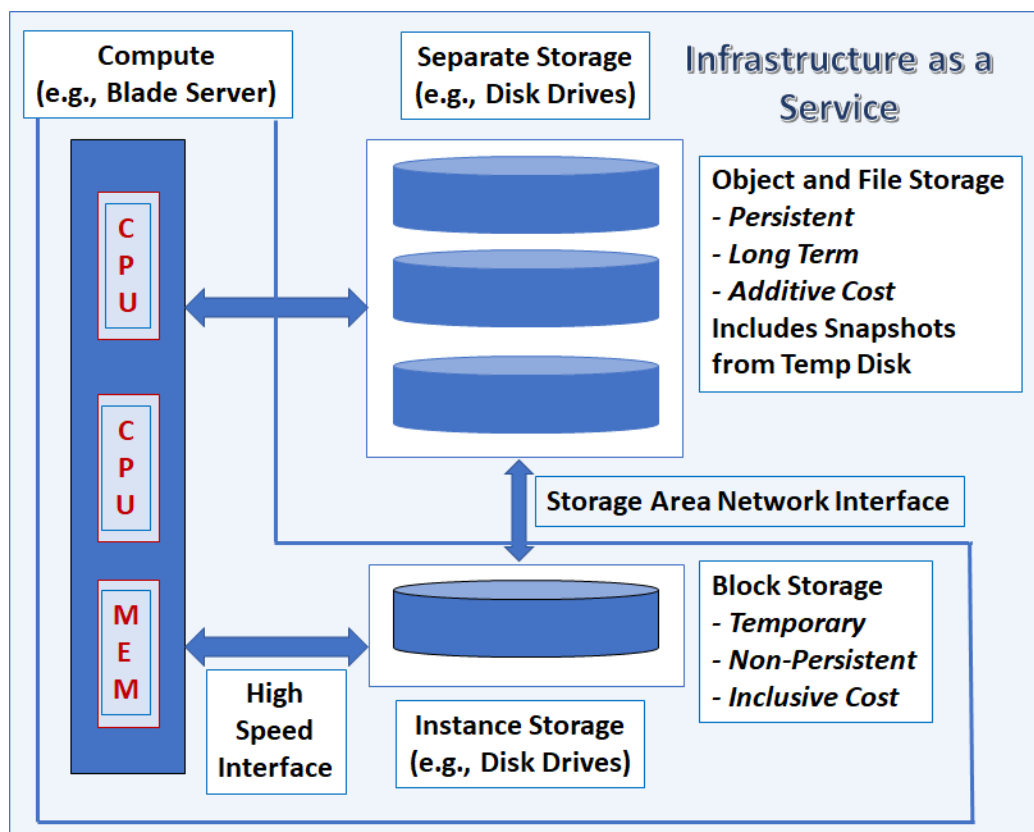 Compute
(e.g., Blade Server)
Separate Storage
(e.g., Disk Drives)
Infrastructure as a
Service
Object and File Storage
- Persistent
- Long Term
- Additive Cost
Includes Snapshots
from Temp Disk
C
P
U
C
P
U
M
E
M
Storage Area Network Interface
Block Storage
- Temporary
- Non-Persistent
- Inclusive Cost
High
Speed
Interface
Instance Storage
(e.g., Disk Drives)